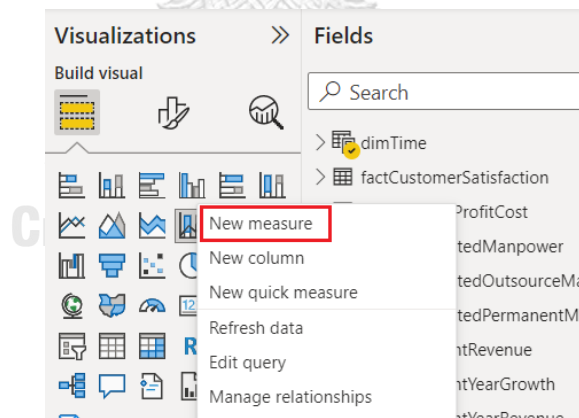 Visualizations
Fields
Build visual
Search
dimTime
factCustomerSatisfaction
ProfitCost
New measure
tedManpower
New column
tedOutsourceMa
New quick measure
tedPermanentM
Refresh data
ntRevenue
Edit query
ntYearGrowth
Manage relationships
ntYearRevenue
12
R